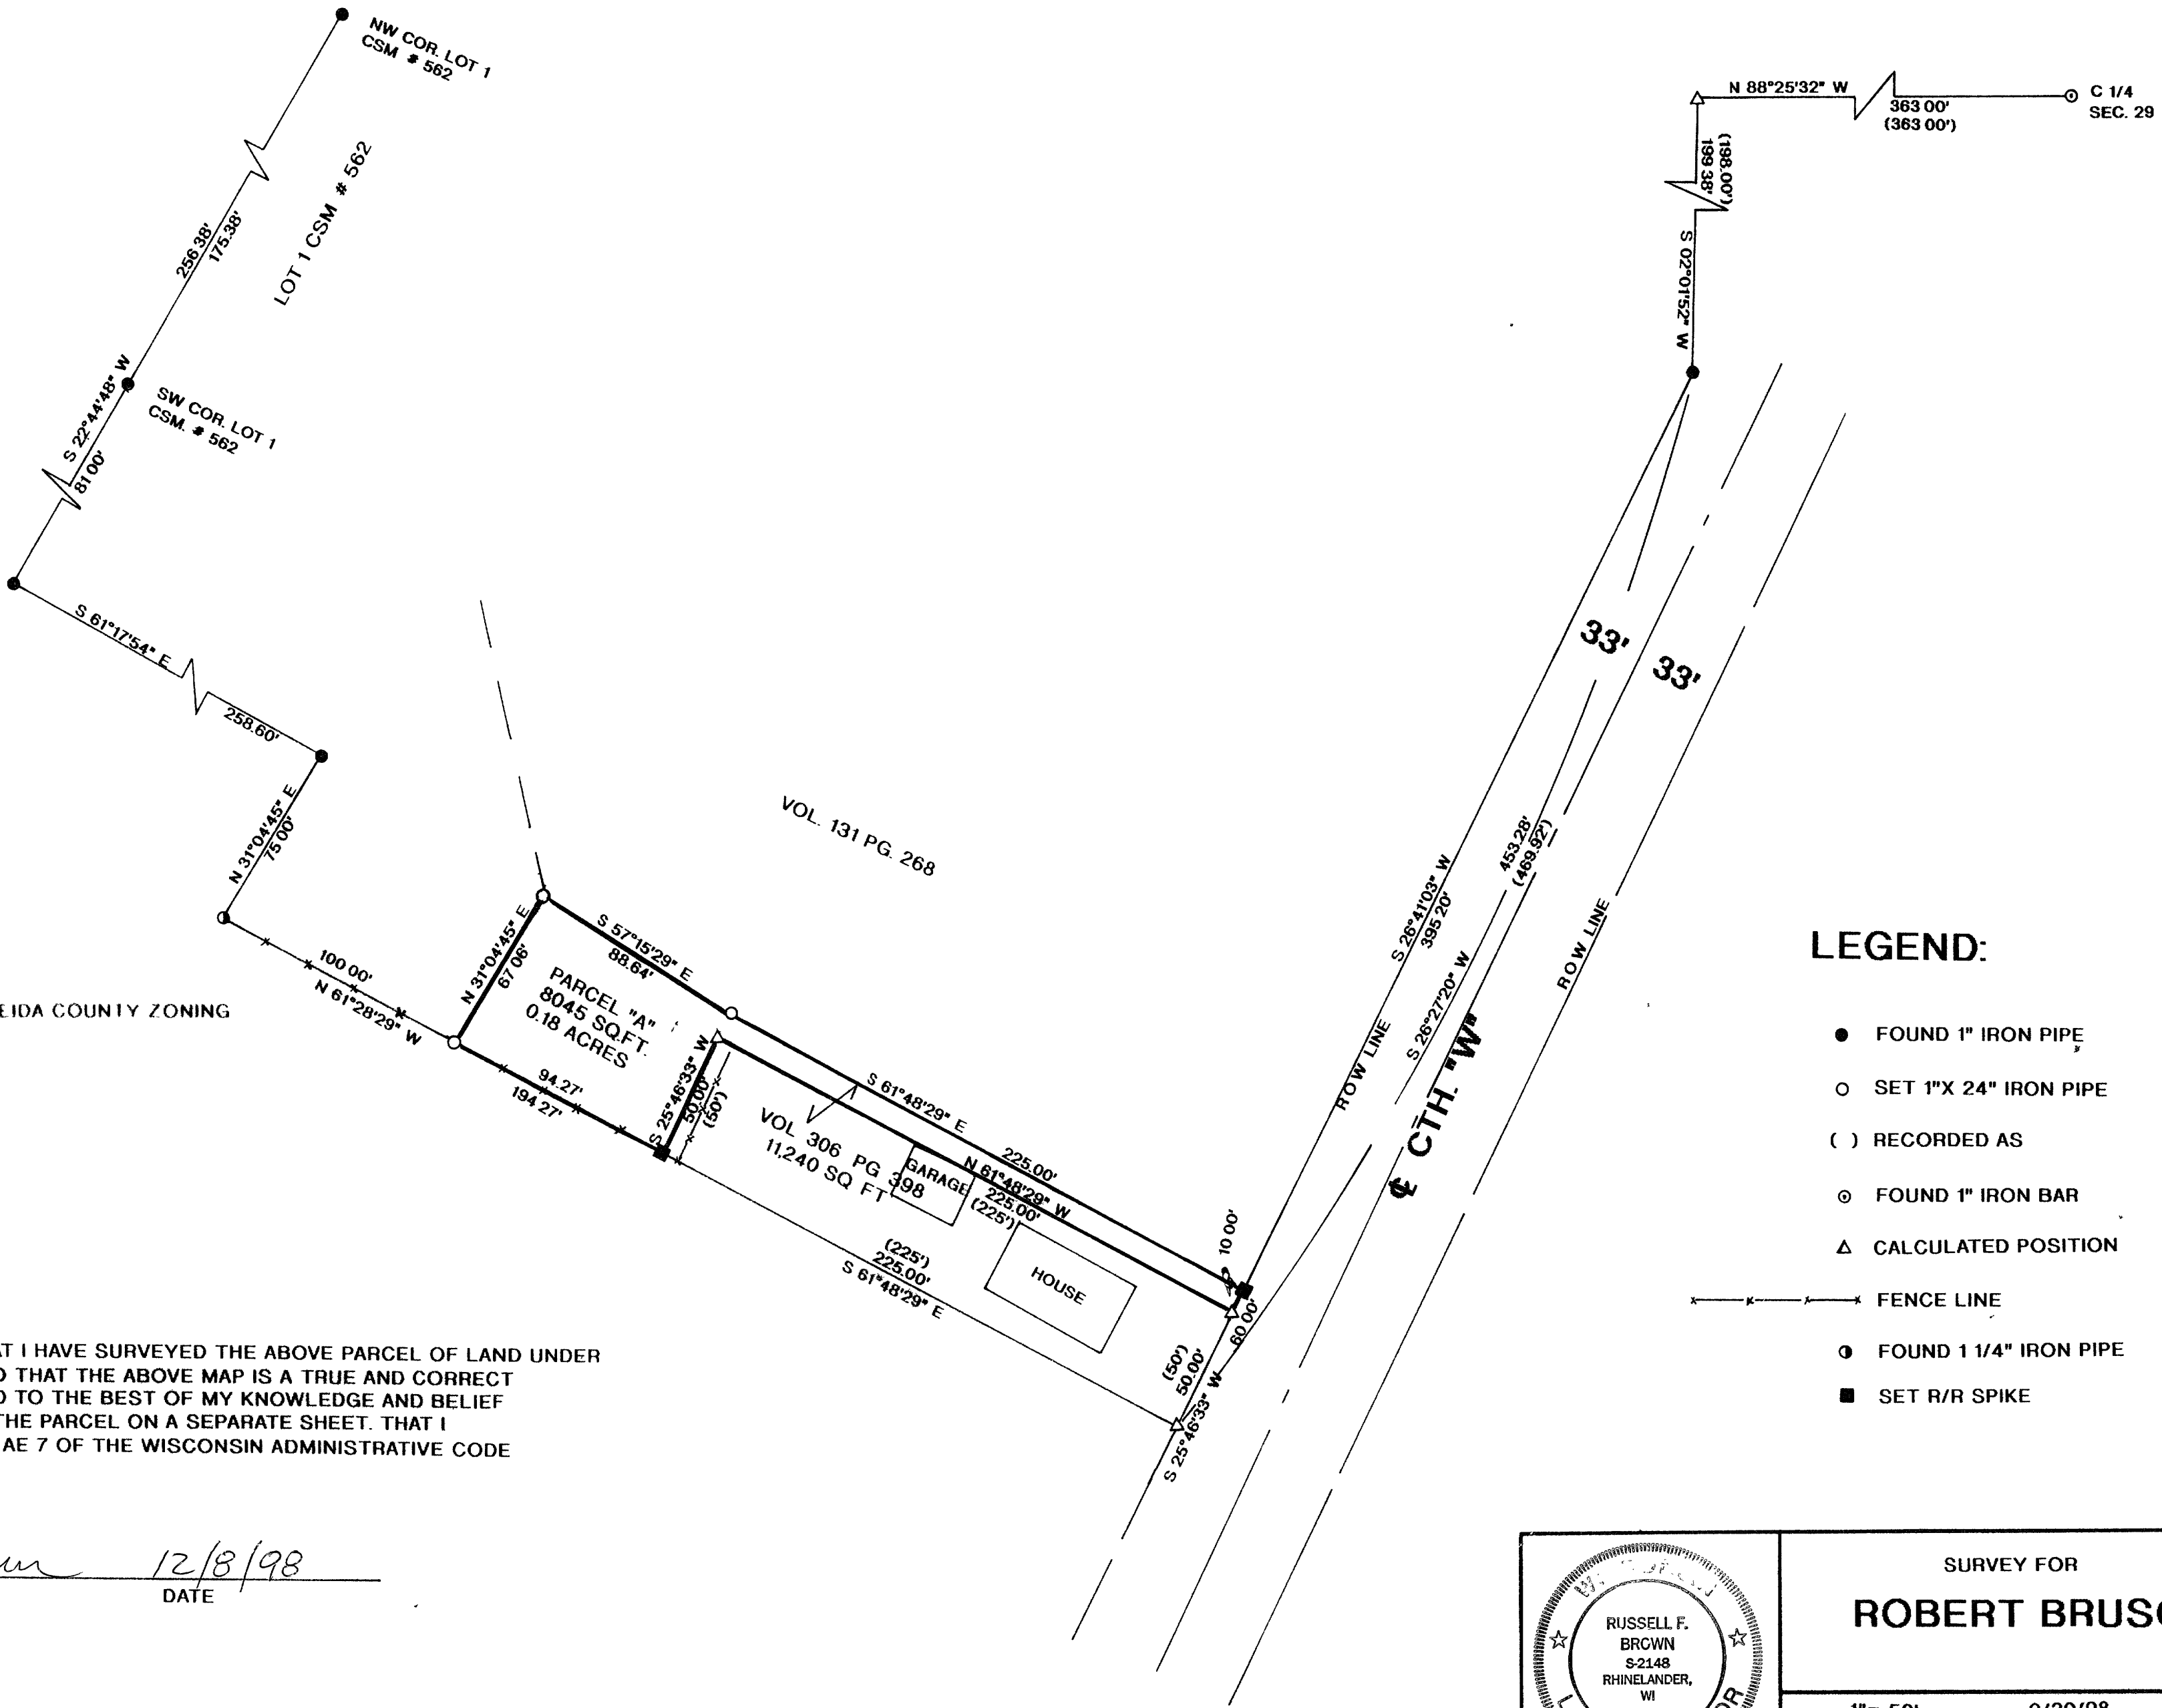 NW COR. LOT 1
CSM # 562
LOT 1 CSM # 562
256 38'
175.38'
S 22°44'48" W
81 00'
SW COR. LOT 1
CSM. # 562
S 61°17'54" E
258.60'
N 31°04'45" E
75 00'
100 00'
N 61°28'29" W
EIDA COUNTY ZONING
N 88°25'32" W
363 00'
(363 00')
C 1/4
SEC. 29
(198.00')
199 38'
S 02°01'52" W
33'
33'
VOL. 131 PG. 268
N 31°04'45" E
67 06'
S 57°15'29" E
88.64'
PARCEL "A"
8045 SQ.FT.
0.18 ACRES
94.27'
194 27'
S 25°46'33" W
50.00'
(50')
S 61°48'29" E
225.00'
VOL 306 PG 398
11,240 SQ FT
GARAGE
N 61°48'29" W
225.00'
(225')
HOUSE
(225')
225.00'
S 61°48'29" E
10 00'
60 00'
(50')
50.00'
S 25°46'33" W
S 26°41'03" W
395 20'
453.28'
(469.92')
S 26°27'20" W
ROW LINE
ROW LINE
℄ CTH. "W"
LEGEND:
FOUND 1" IRON PIPE
SET 1"X 24" IRON PIPE
( ) RECORDED AS
FOUND 1" IRON BAR
CALCULATED POSITION
FENCE LINE
FOUND 1 1/4" IRON PIPE
SET R/R SPIKE
AT I HAVE SURVEYED THE ABOVE PARCEL OF LAND UNDER
D THAT THE ABOVE MAP IS A TRUE AND CORRECT
D TO THE BEST OF MY KNOWLEDGE AND BELIEF
THE PARCEL ON A SEPARATE SHEET. THAT I
AE 7 OF THE WISCONSIN ADMINISTRATIVE CODE
12/8/98
DATE
RUSSELL F.
BROWN
S-2148
RHINELANDER,
WI
SURVEY FOR
ROBERT BRUSO